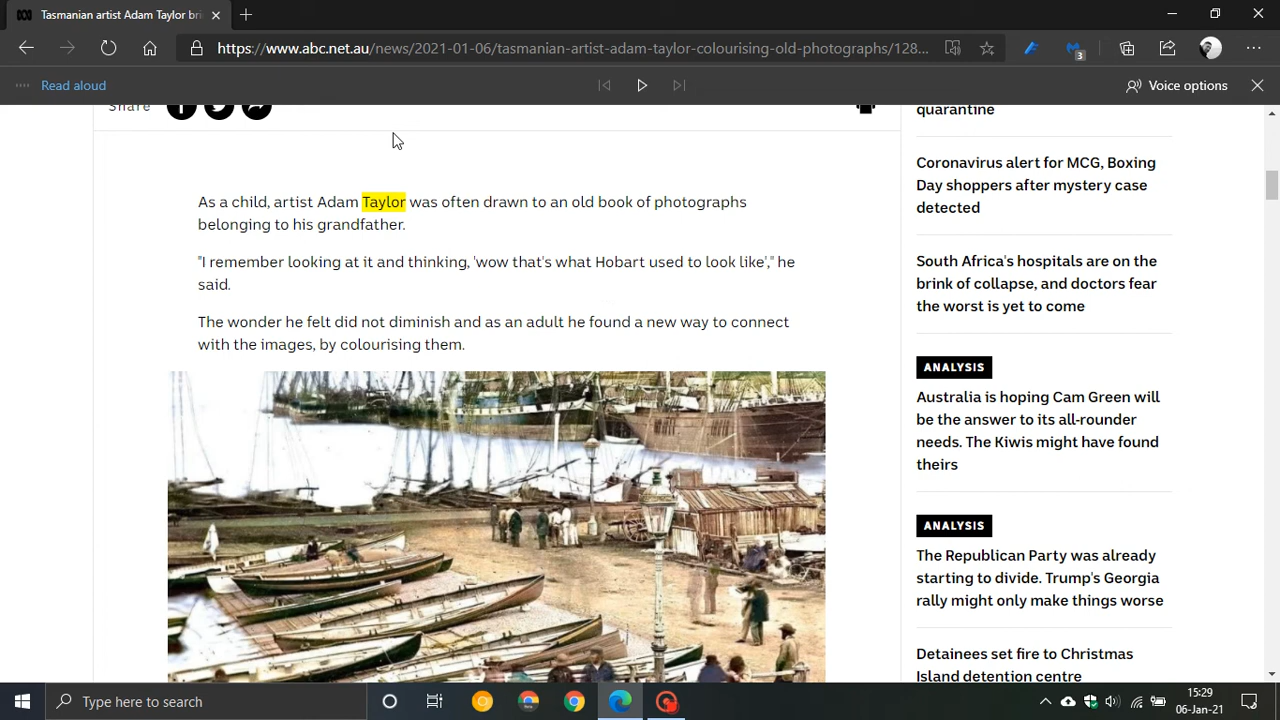 Tasmanian artist Adam Taylor bri
https://www.abc.net.au/news/2021-01-06/tasmanian-artist-adam-taylor-colourising-old-photographs/128...
3
Read aloud
Voice options
Share
As a child, artist Adam Taylor was often drawn to an old book of photographs
belonging to his grandfather.
"I remember looking at it and thinking, 'wow that's what Hobart used to look like'," he
said.
The wonder he felt did not diminish and as an adult he found a new way to connect
with the images, by colourising them.
quarantine
Coronavirus alert for MCG, Boxing
Day shoppers after mystery case
detected
South Africa's hospitals are on the
brink of collapse, and doctors fear
the worst is yet to come
ANALYSIS
Australia is hoping Cam Green will
be the answer to its all-rounder
needs. The Kiwis might have found
theirs
ANALYSIS
The Republican Party was already
starting to divide. Trump's Georgia
rally might only make things worse
Detainees set fire to Christmas
Island detention centre
Type here to search
15:29
06-Jan-21